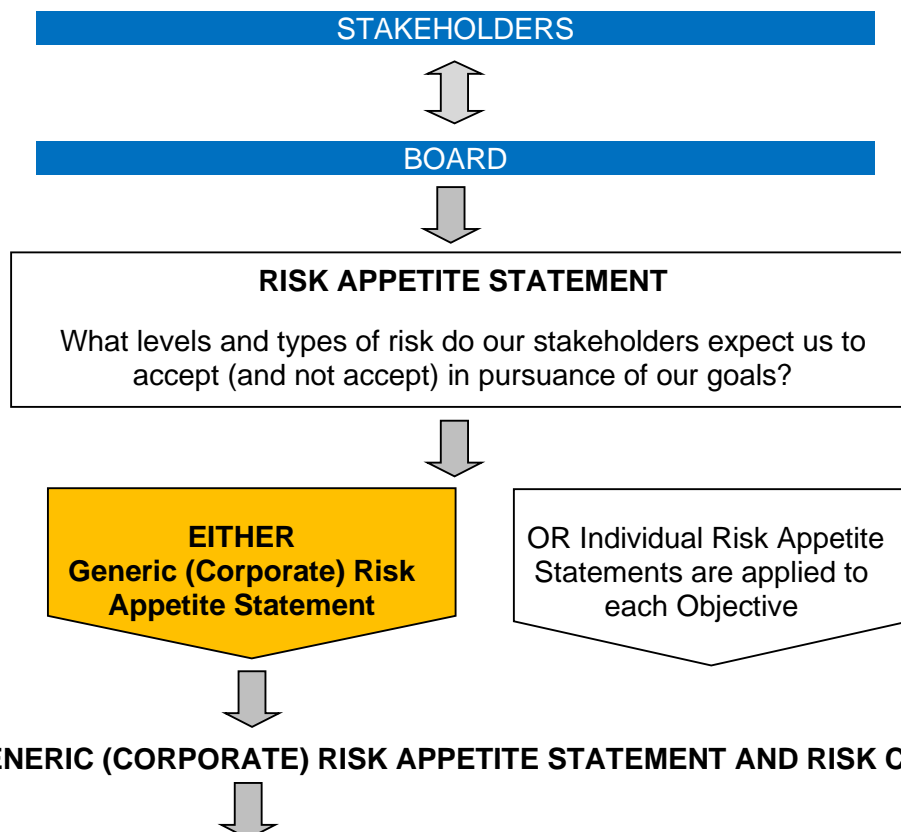 STAKEHOLDERS
BOARD
RISK APPETITE STATEMENT
What levels and types of risk do our stakeholders expect us to
accept (and not accept) in pursuance of our goals?
EITHER
Generic (Corporate) Risk
Appetite Statement
OR Individual Risk Appetite
Statements are applied to
each Objective
(CORPORATE) RISK APPETITE STATEMENT AND RISK